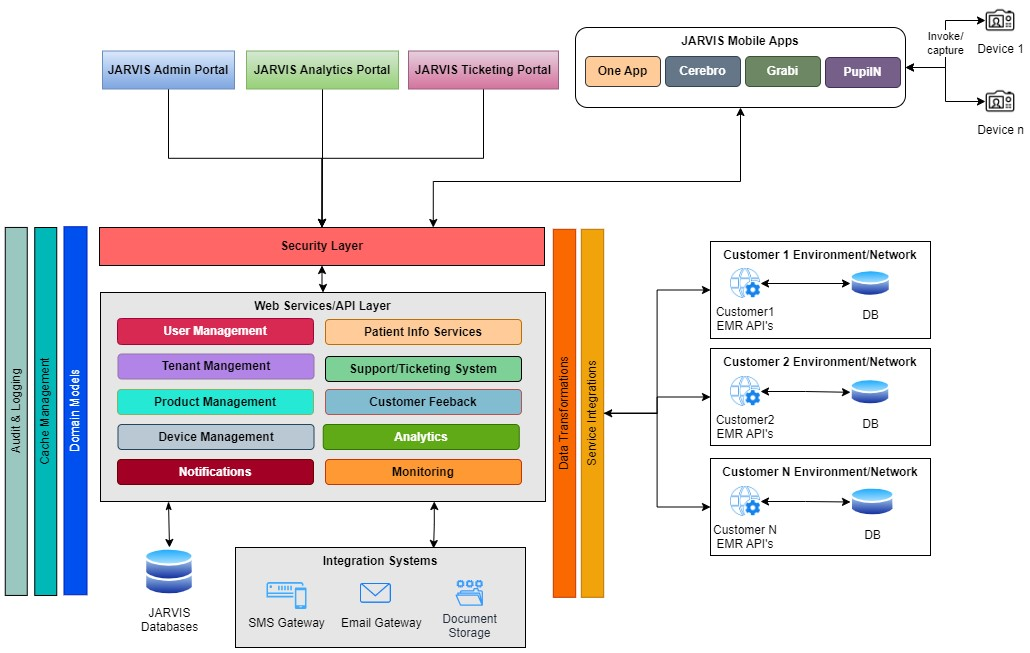 JARVIS Admin Portal
JARVIS Analytics Portal
JARVIS Ticketing Portal
JARVIS Mobile Apps
One App
Cerebro
Grabi
PupilN
Invoke/
capture
Device 1
Device n
Audit & Logging
Cache Management
Domain Models
Security Layer
Web Services/API Layer
User Management
Patient Info Services
Tenant Mangement
Support/Ticketing System
Product Management
Customer Feeback
Device Management
Analytics
Notifications
Monitoring
Data Transformations
Service Integrations
Customer 1 Environment/Network
Customer1
EMR API's
DB
Customer 2 Environment/Network
Customer2
EMR API's
DB
Customer N Environment/Network
Customer N
EMR API's
DB
JARVIS
Databases
Integration Systems
SMS Gateway
Email Gateway
Document
Storage